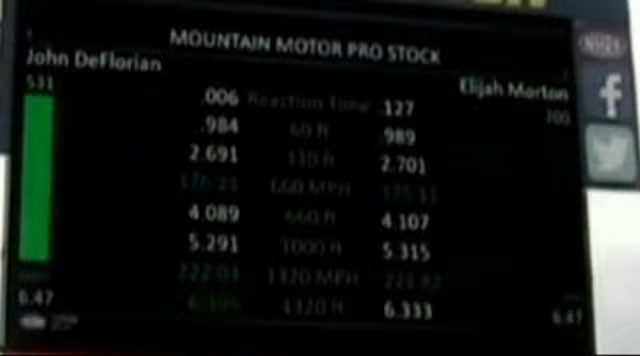 MOUNTAIN MOTOR PRO STOCK
John DeFlorian Elijah Morton
531 200
.006 Reaction Time .127
.984 60 ft .989
2.691 330 ft 2.701
660 MPH
4.089 660 ft 4.107
5.291 1000 ft 5.315
1320 MPH
1320 ft 6.333
6.47 6.47